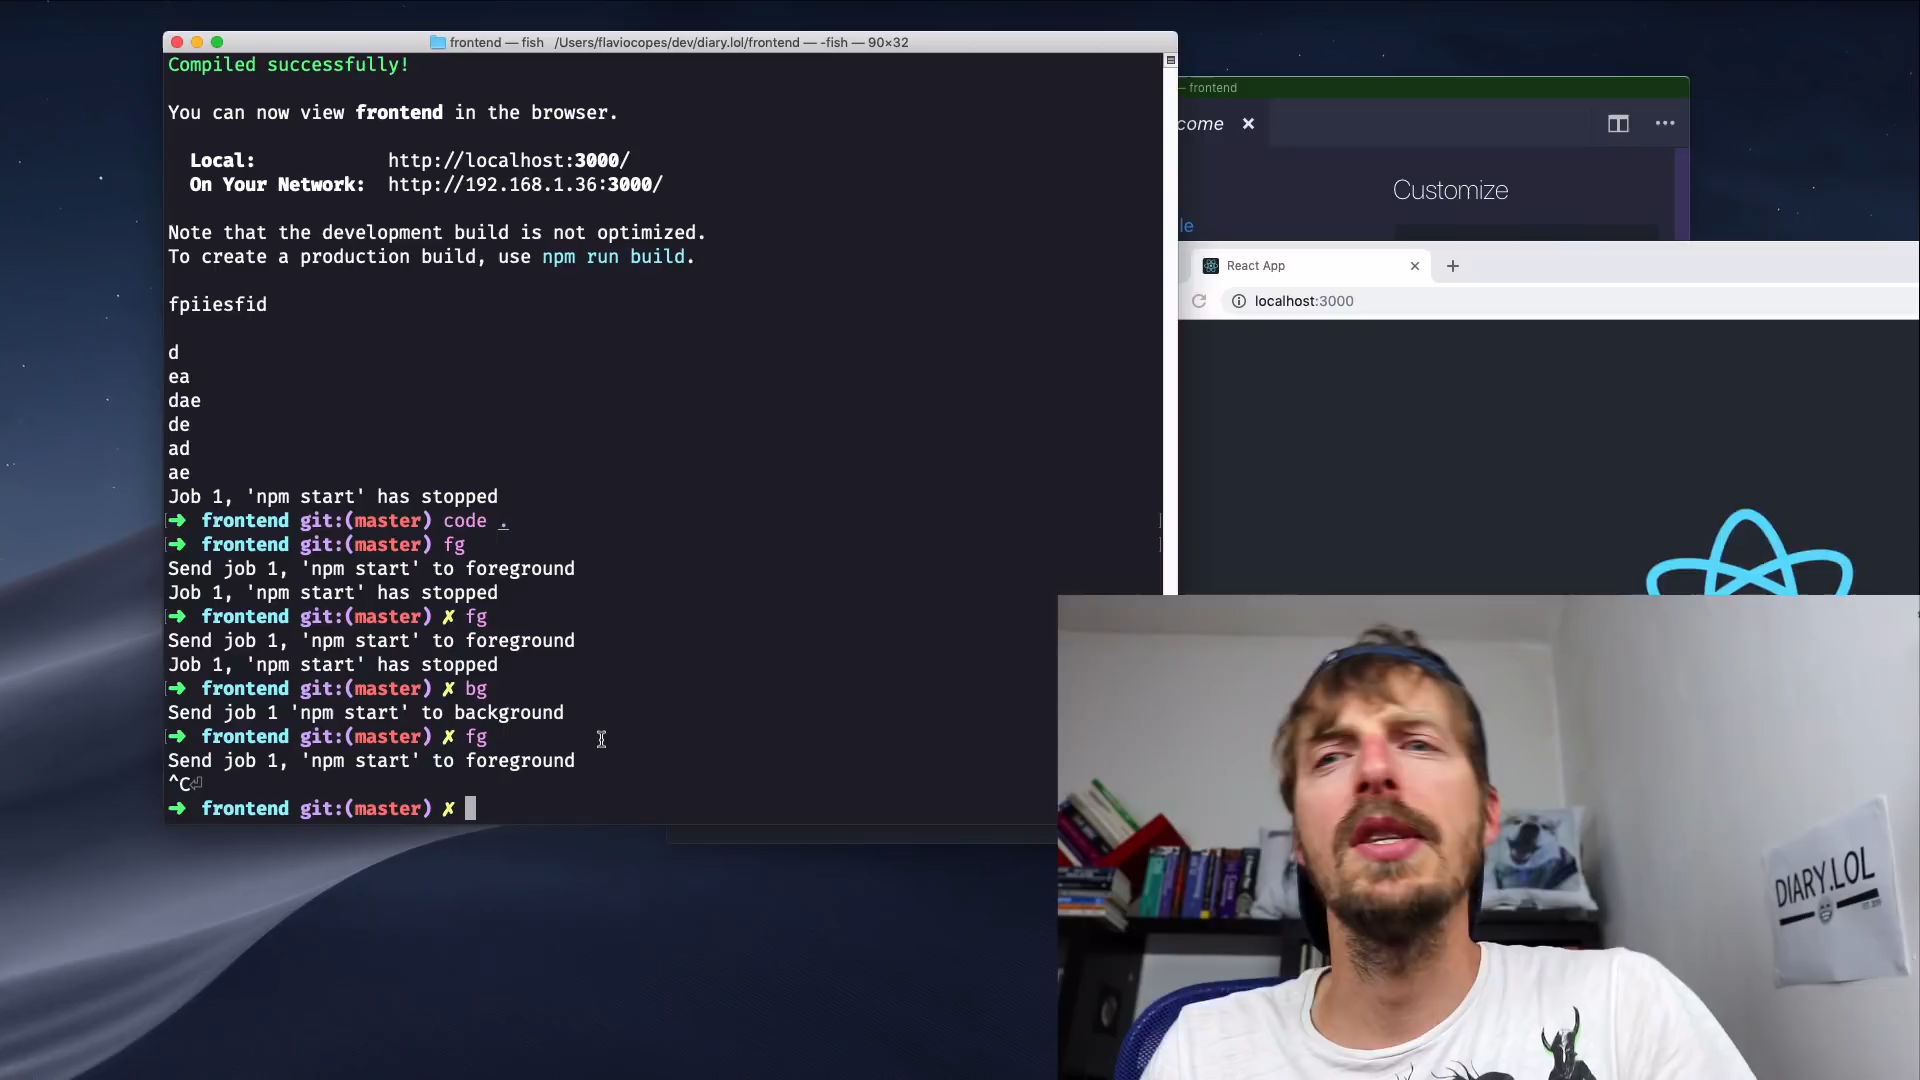 frontend — fish /Users/flaviocopes/dev/diary.lol/frontend — -fish — 90×32
Compiled successfully!
You can now view frontend in the browser.
Local: http://localhost:3000/
On Your Network: http://192.168.1.36:3000/
Note that the development build is not optimized.
To create a production build, use npm run build.
fpiiesfid
d
ea
dae
de
ad
ae
Job 1, 'npm start' has stopped
➜ frontend git:(master) code .
➜ frontend git:(master) fg
Send job 1, 'npm start' to foreground
Job 1, 'npm start' has stopped
➜ frontend git:(master) ✗ fg
Send job 1, 'npm start' to foreground
Job 1, 'npm start' has stopped
➜ frontend git:(master) ✗ bg
Send job 1 'npm start' to background
➜ frontend git:(master) ✗ fg
Send job 1, 'npm start' to foreground
^C⏎
➜ frontend git:(master) ✗
— frontend
come
Customize
le
React App
localhost:3000
DIARY.LOL